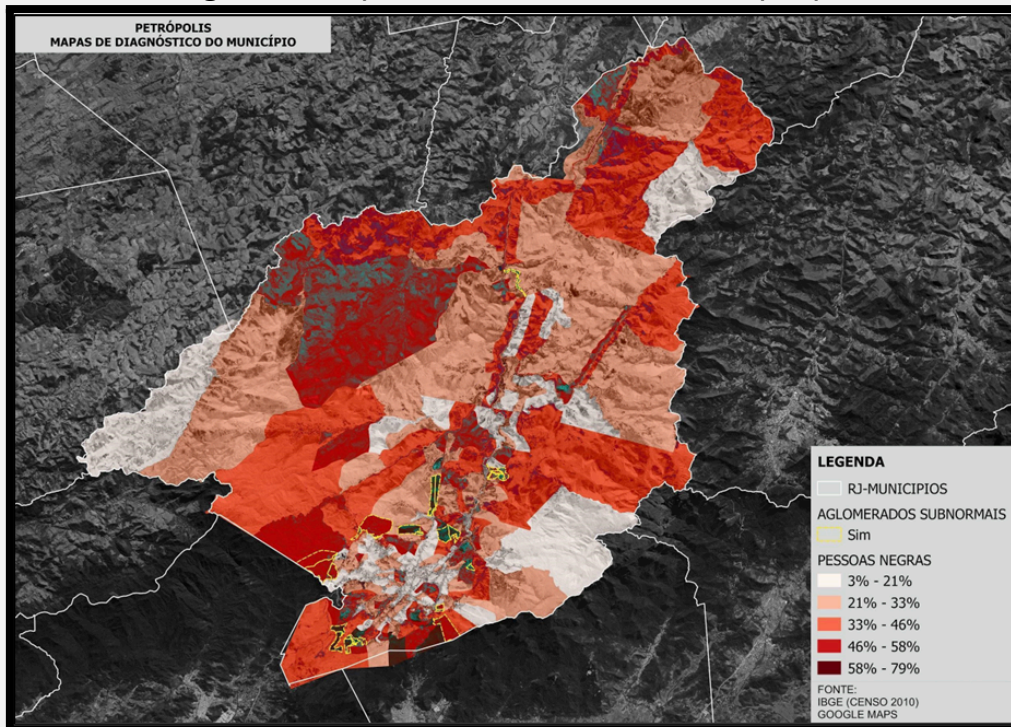 PETRÓPOLIS
MAPAS DE DIAGNÓSTICO DO MUNICÍPIO
LEGENDA
RJ-MUNICIPIOS
AGLOMERADOS SUBNORMAIS
Sim
PESSOAS NEGRAS
3% - 21%
21% - 33%
33% - 46%
46% - 58%
58% - 79%
FONTE:
IBGE (CENSO 2010)
GOOGLE MAPS